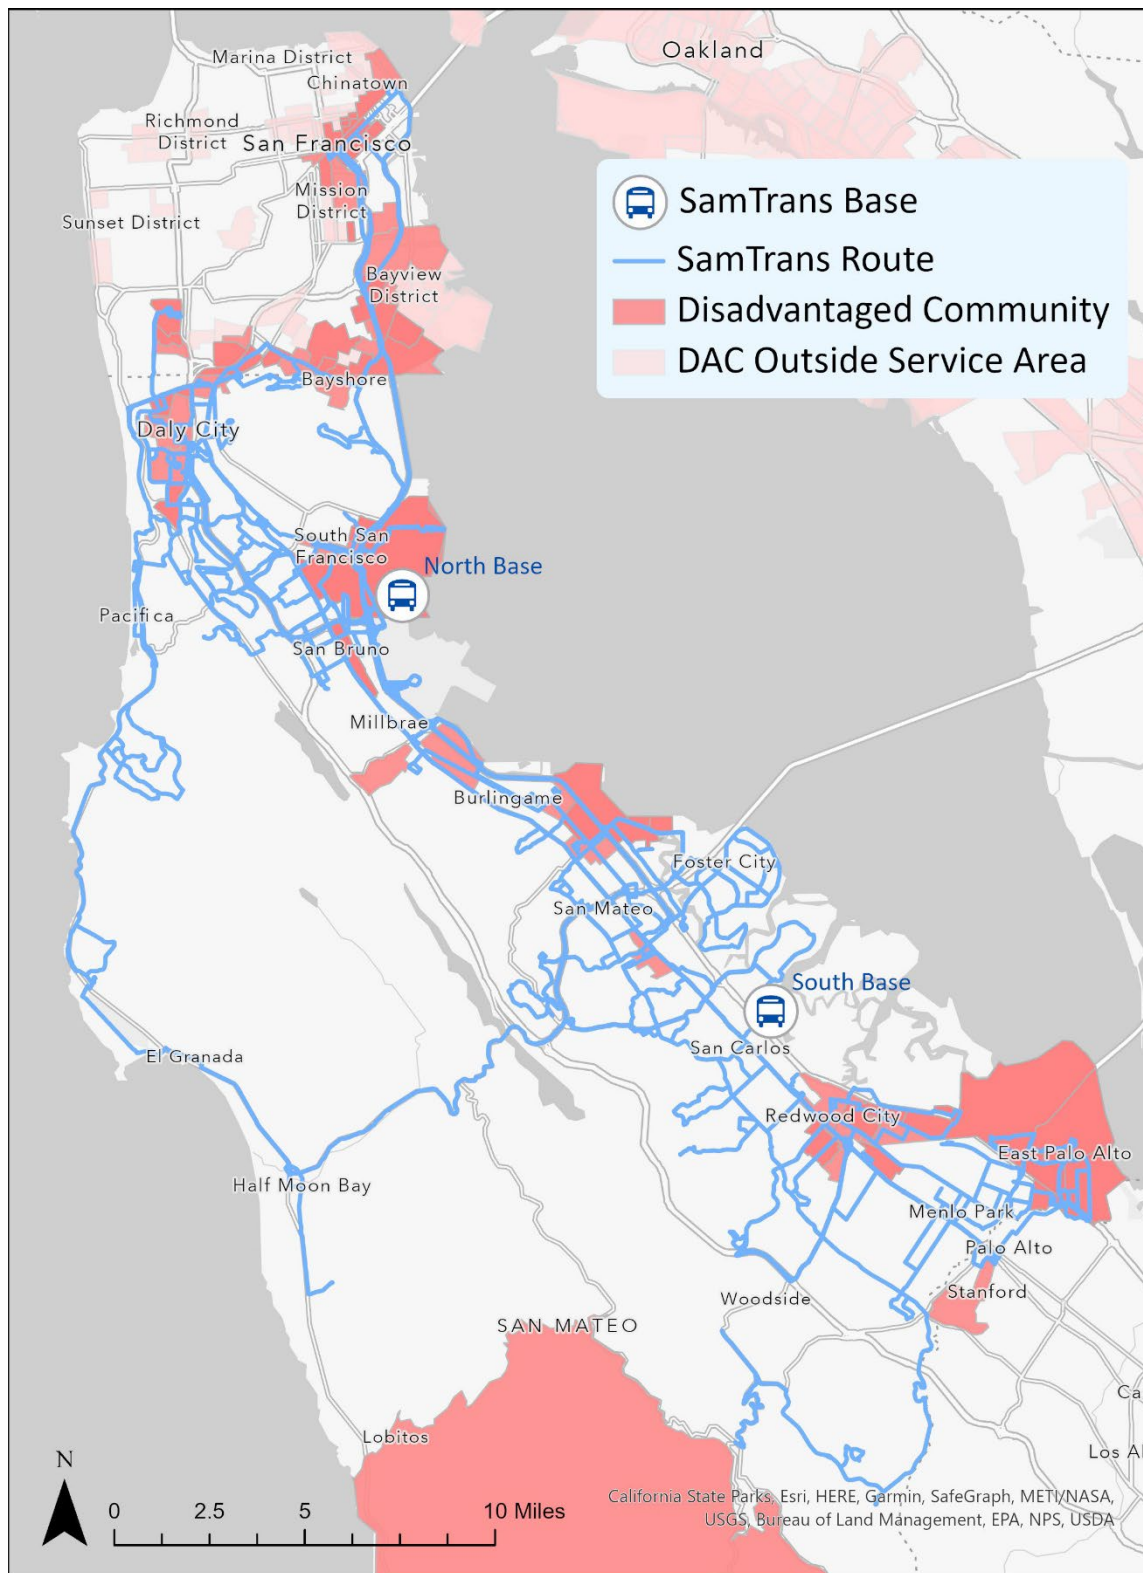 Oakland
Marina District
Chinatown
Richmond
District
San Francisco
Mission
District
Sunset District
Bayview
District
SamTrans Base
SamTrans Route
Disadvantaged Community
DAC Outside Service Area
Bayshore
Daly City
South San
Francisco
North Base
Pacifica
San Bruno
Millbrae
Burlingame
Foster City
San Mateo
South Base
San Carlos
El Granada
Redwood City
East Palo Alto
Half Moon Bay
Menlo Park
Palo Alto
Stanford
Woodside
SAN MATEO
Ca
Lobitos
Los Al
N
0 2.5 5 10 Miles
California State Parks, Esri, HERE, Garmin, SafeGraph, METI/NASA,
USGS, Bureau of Land Management, EPA, NPS, USDA